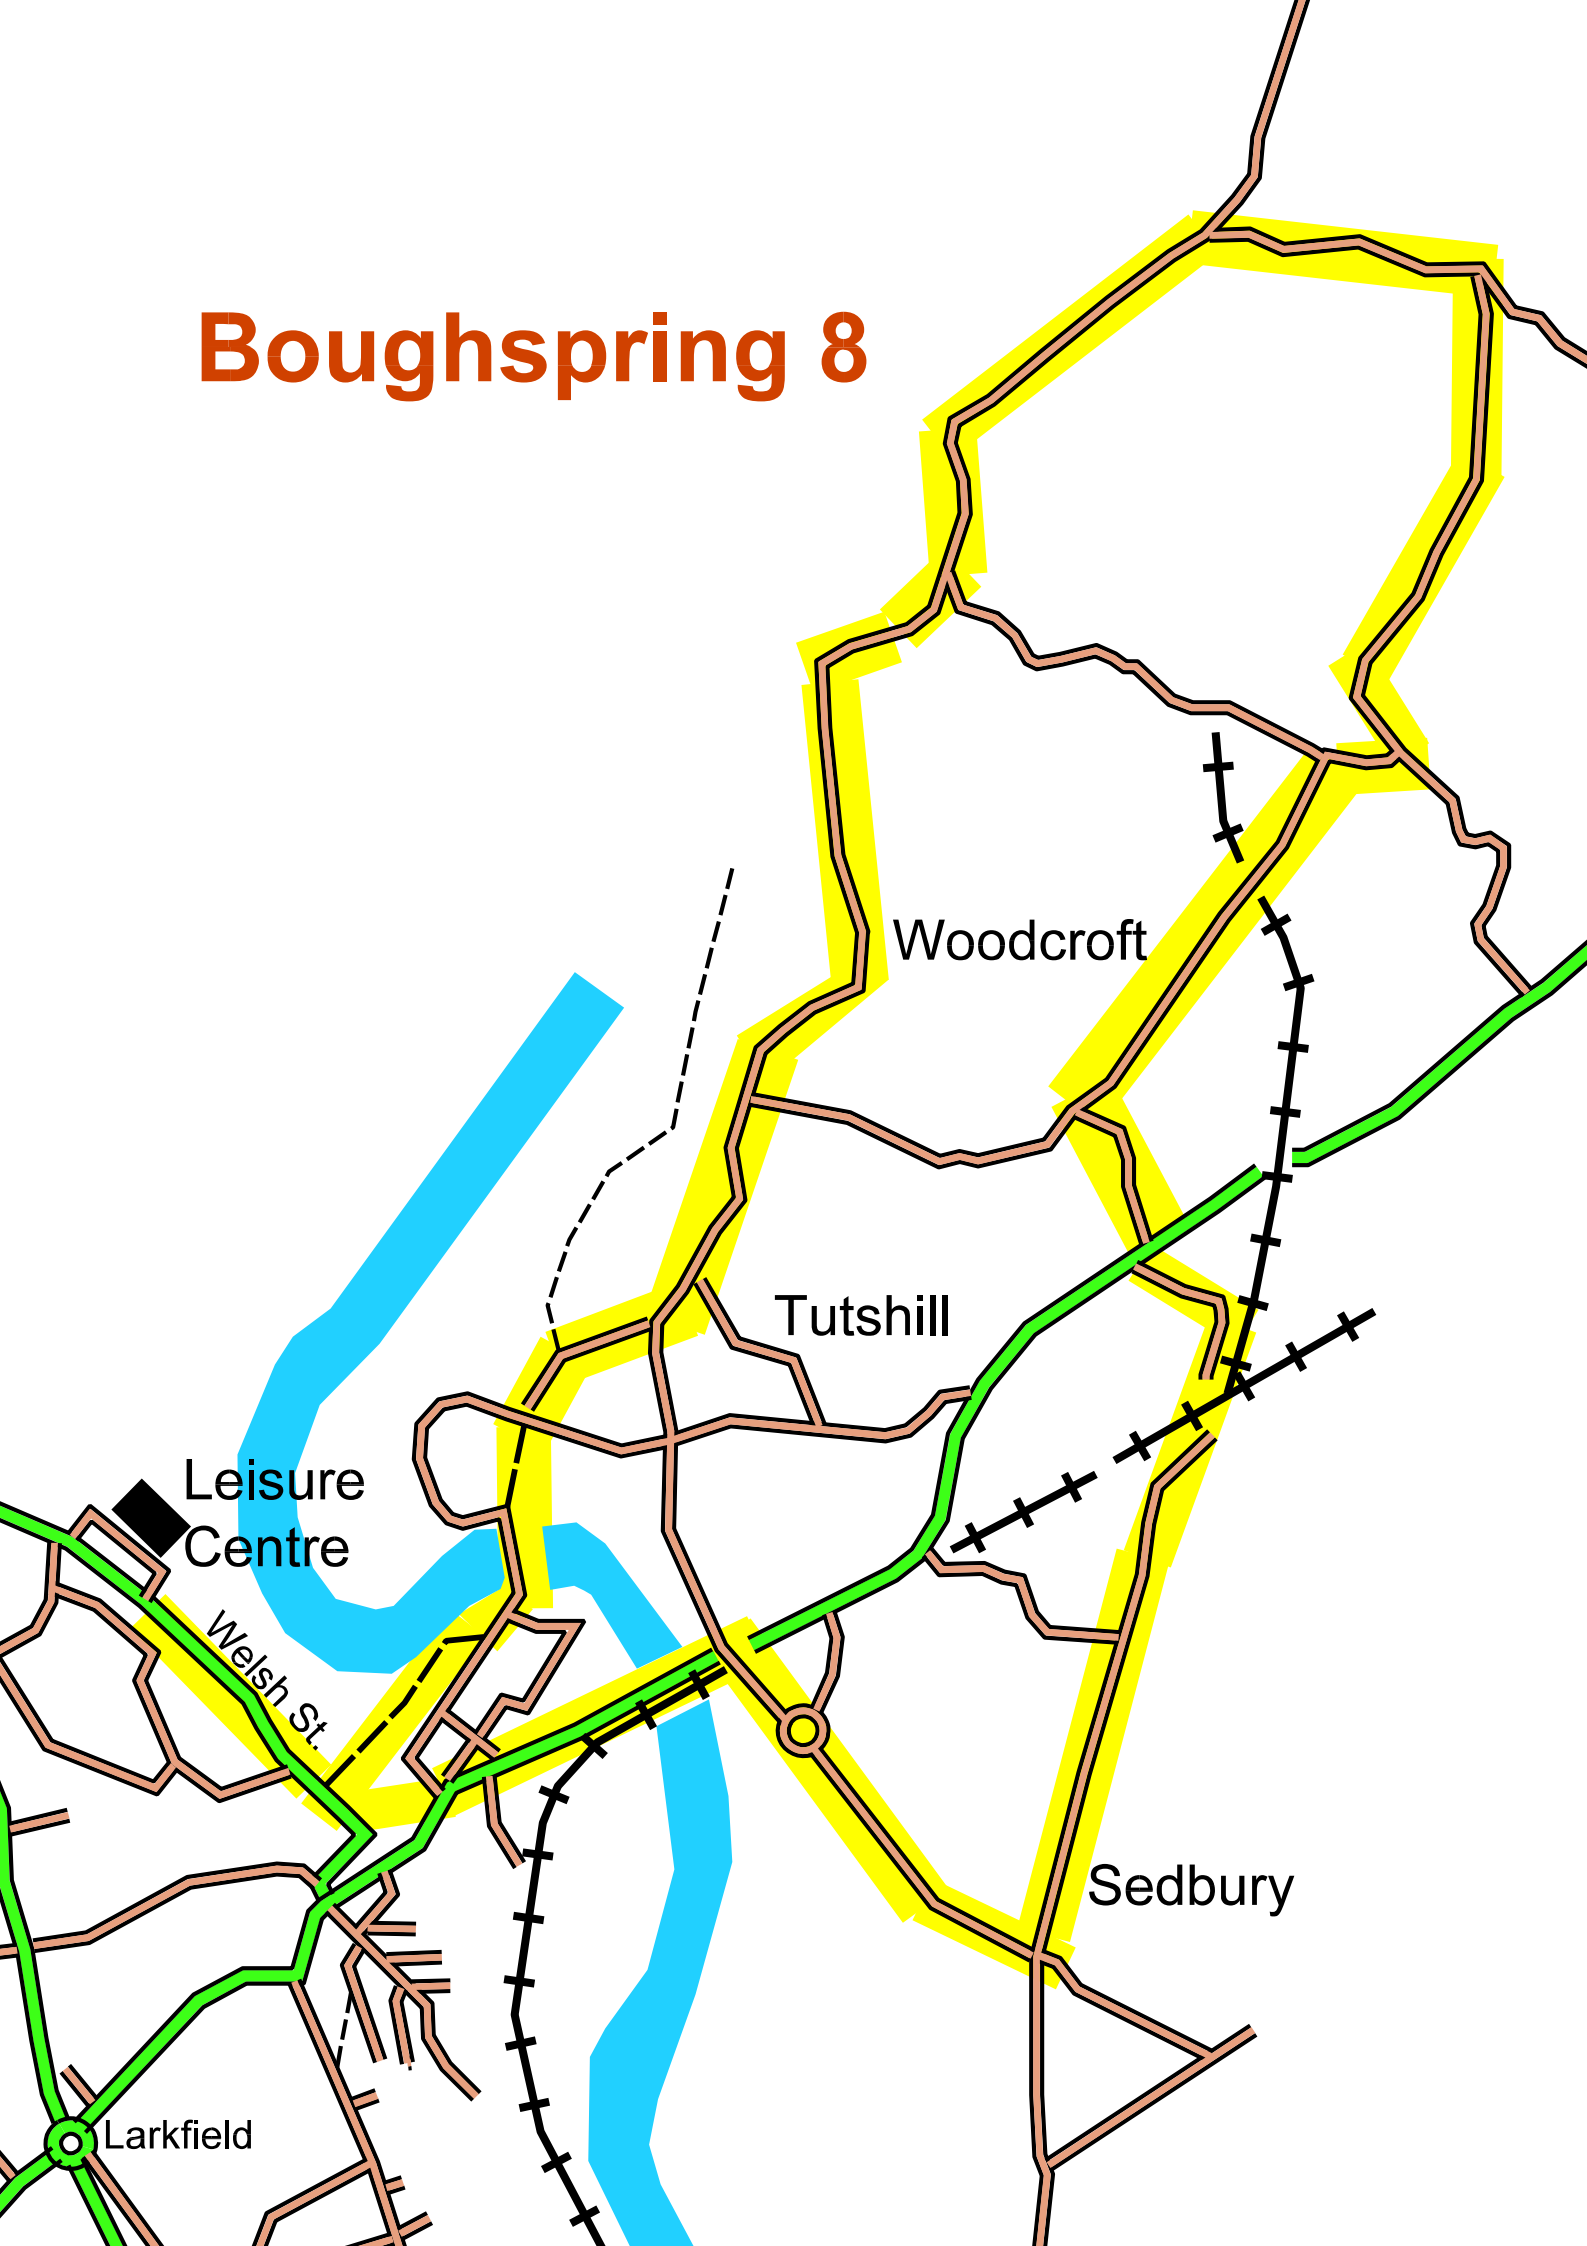 Boughspring 8
Woodcroft
Tutshill
Leisure
Centre
Welsh St.
Sedbury
Larkfield